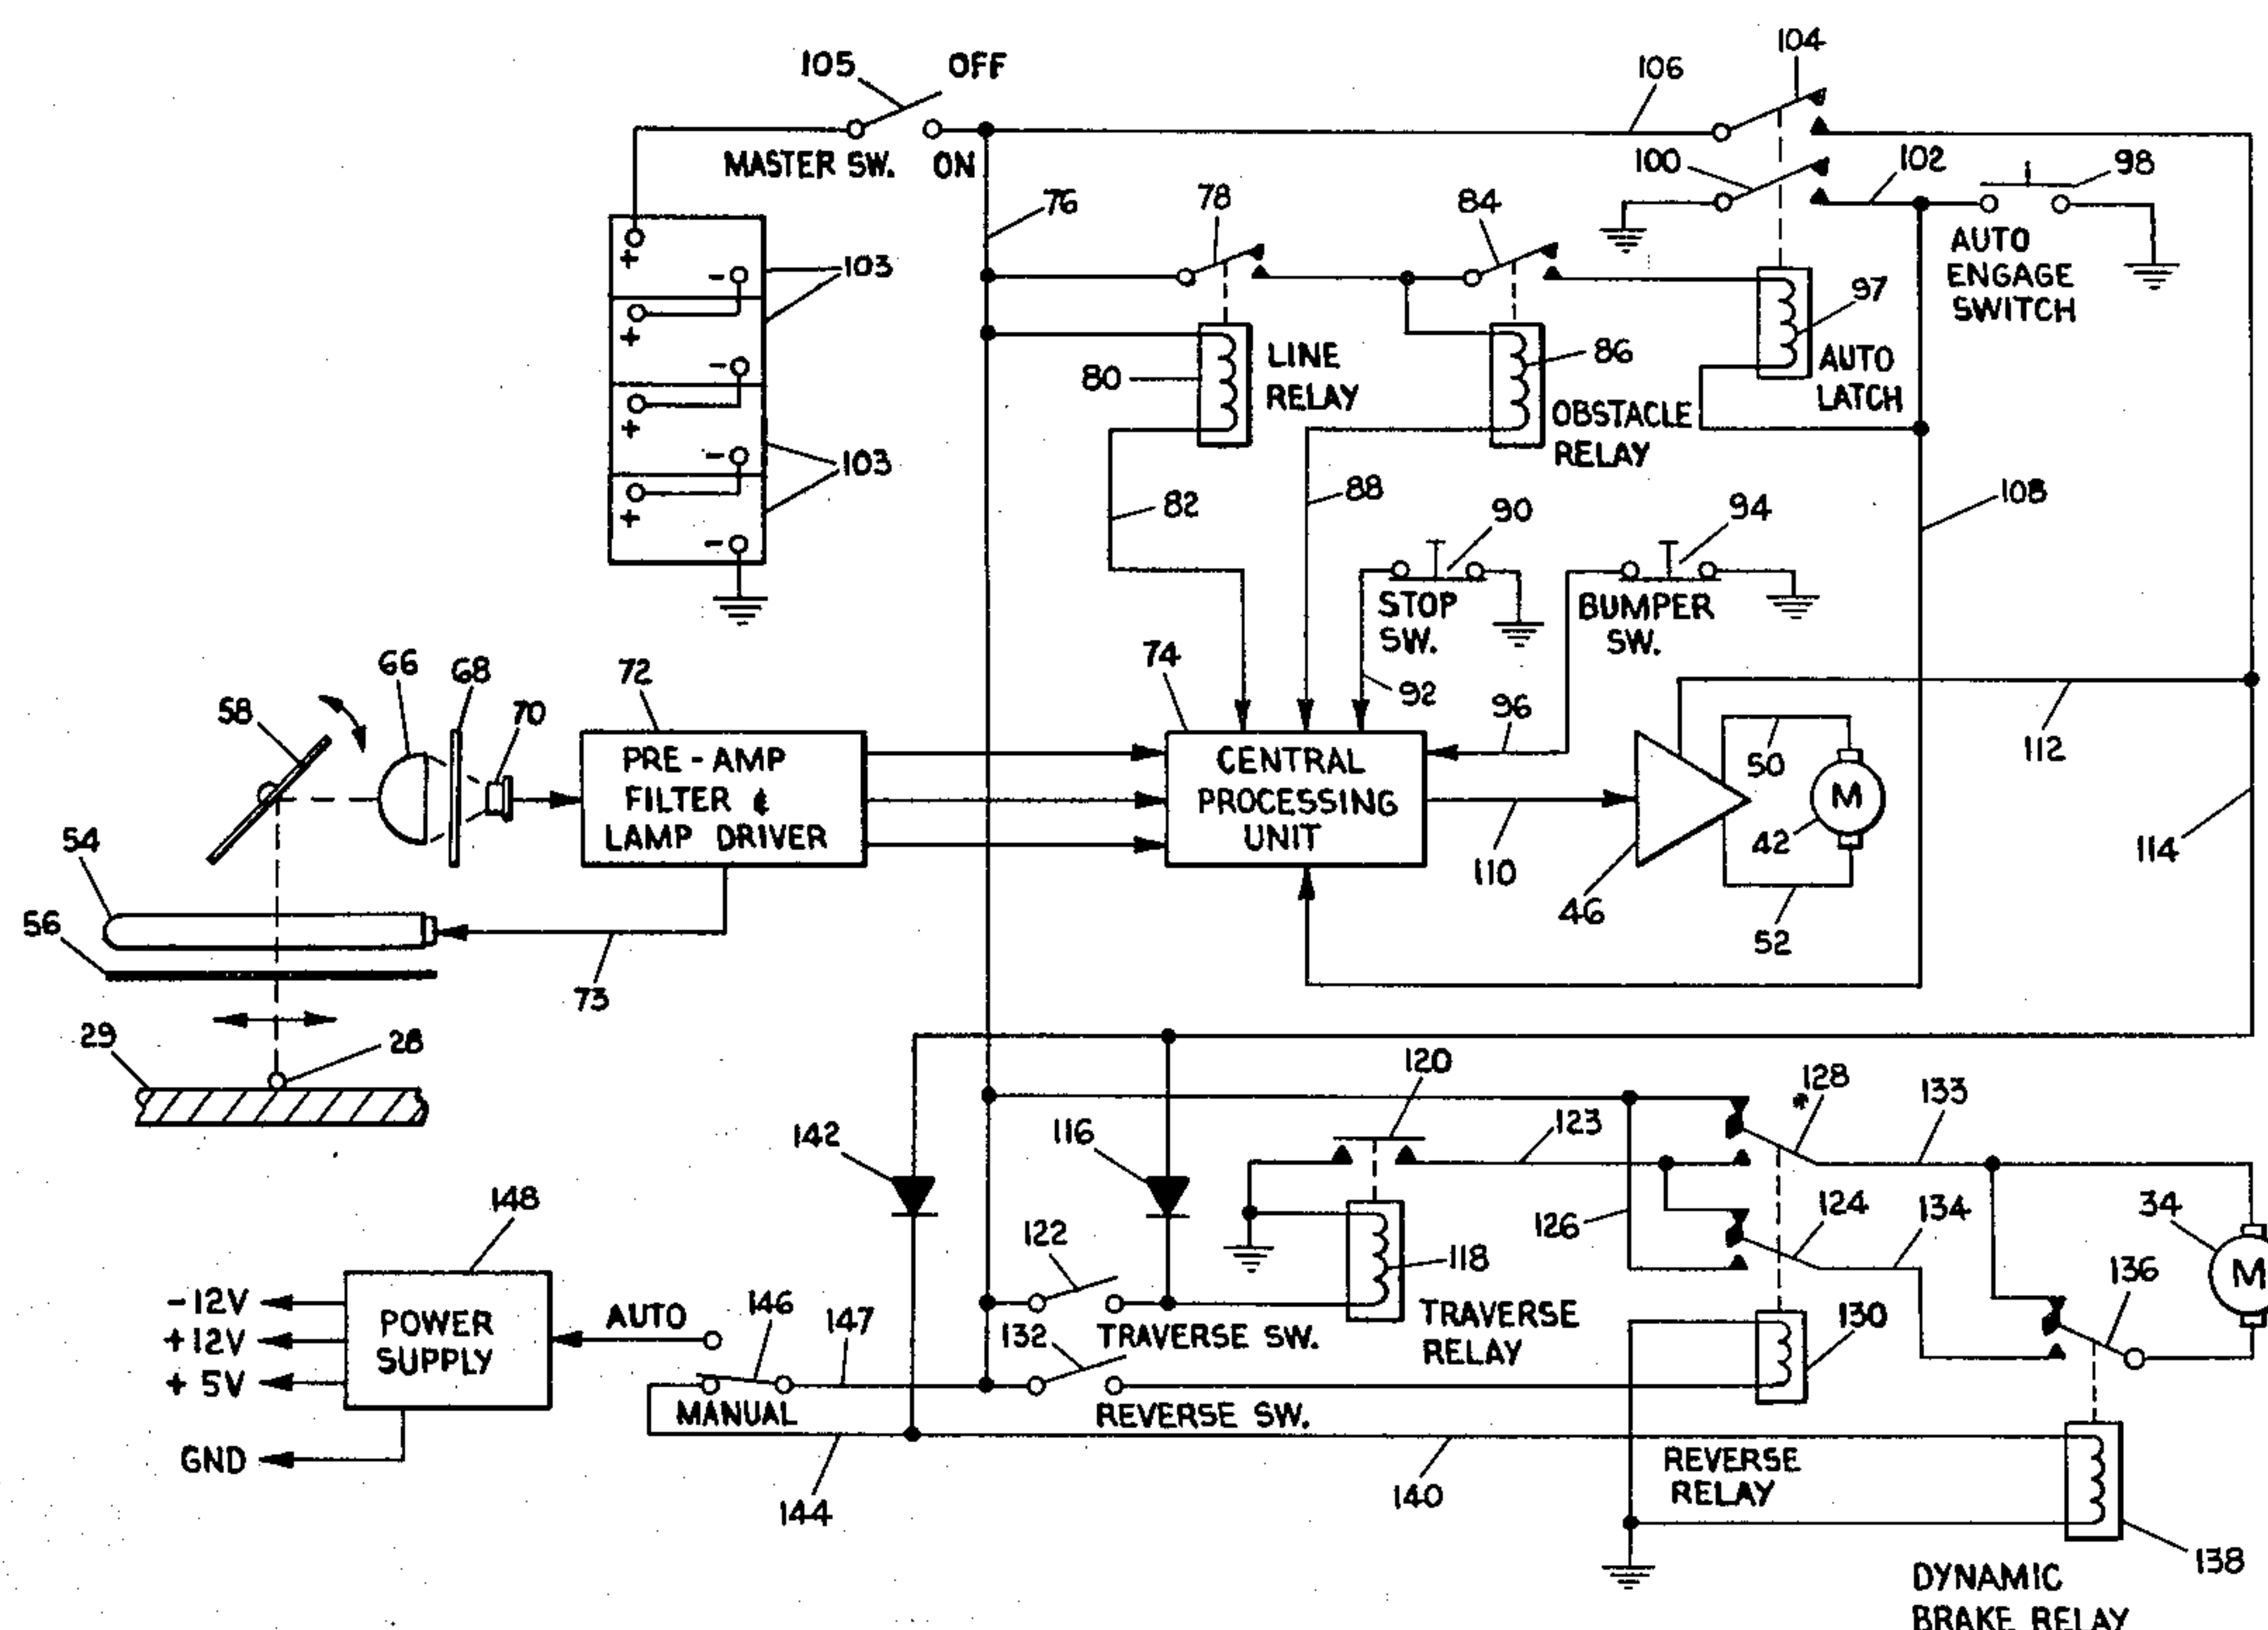 104
105 OFF
106
MASTER SW. ON
100
102
98
76
78
84
AUTO
ENGAGE
SWITCH
+
-
103
+
-
+
-
103
+
-
97
80
LINE
RELAY
86
AUTO
LATCH
OBSTACLE
RELAY
82
88
90
94
108
STOP
SW.
BUMPER
SW.
66
68
72
74
92
96
58
70
50
112
PRE-AMP
FILTER &
LAMP DRIVER
CENTRAL
PROCESSING
UNIT
M
42
54
110
114
56
46
52
73
29
28
120
128
133
142
116
123
148
122
126
124
134
34
M
118
136
-12V
+12V
+ 5V
POWER
SUPPLY
AUTO
146
147
132
TRAVERSE SW.
TRAVERSE
RELAY
130
MANUAL
REVERSE SW.
GND
REVERSE
RELAY
144
140
138
DYNAMIC
BRAKE RELAY